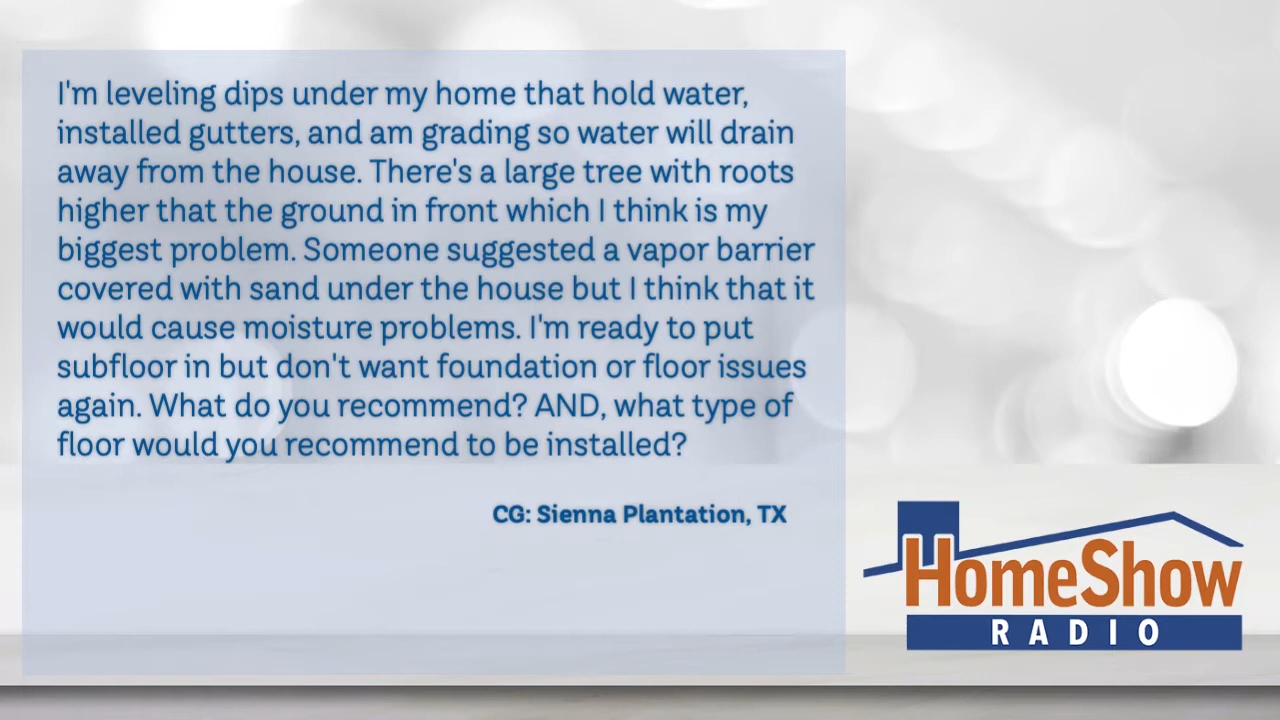 I'm leveling dips under my home that hold water,
installed gutters, and am grading so water will drain
away from the house. There's a large tree with roots
higher that the ground in front which I think is my
biggest problem. Someone suggested a vapor barrier
covered with sand under the house but I think that it
would cause moisture problems. I'm ready to put
subfloor in but don't want foundation or floor issues
again. What do you recommend? AND, what type of
floor would you recommend to be installed?
CG: Sienna Plantation, TX
HomeShow
RADIO